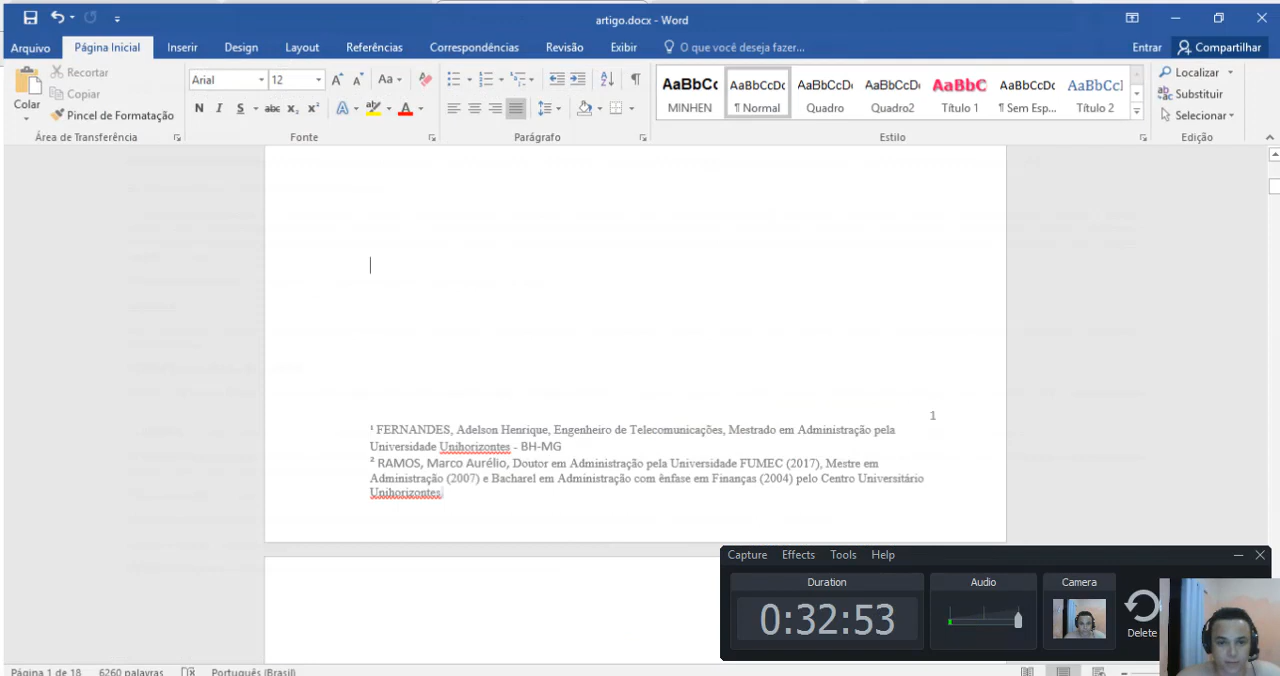 artigo.docx - Word
Arquivo Página Inicial Inserir Design Layout Referências Correspondências Revisão Exibir O que você deseja fazer... Entrar Compartilhar
Colar
Recortar
Copiar
Pincel de Formatação
Área de Transferência
Arial 12 Aa
N I S abc x₂ x² A ab A
Fonte
Parágrafo
AaBbCc AaBbCcDc AaBbCcDc AaBbCcDc AaBbC AaBbCcDc AaBbCcI
MINHEN ¶ Normal Quadro Quadro2 Título 1 ¶ Sem Esp... Título 2
Estilo
Localizar
Substituir
Selecionar
Edição
1
¹ FERNANDES, Adelson Henrique, Engenheiro de Telecomunicações, Mestrado em Administração pela
Universidade Unihorizontes - BH-MG
² RAMOS, Marco Aurélio, Doutor em Administração pela Universidade FUMEC (2017), Mestre em
Administração (2007) e Bacharel em Administração com ênfase em Finanças (2004) pelo Centro Universitário
Unihorizontes
Capture Effects Tools Help
Duration
0:32:53
Audio
Camera
Delete
Página 1 de 18 6260 palavras Português (Brasil)